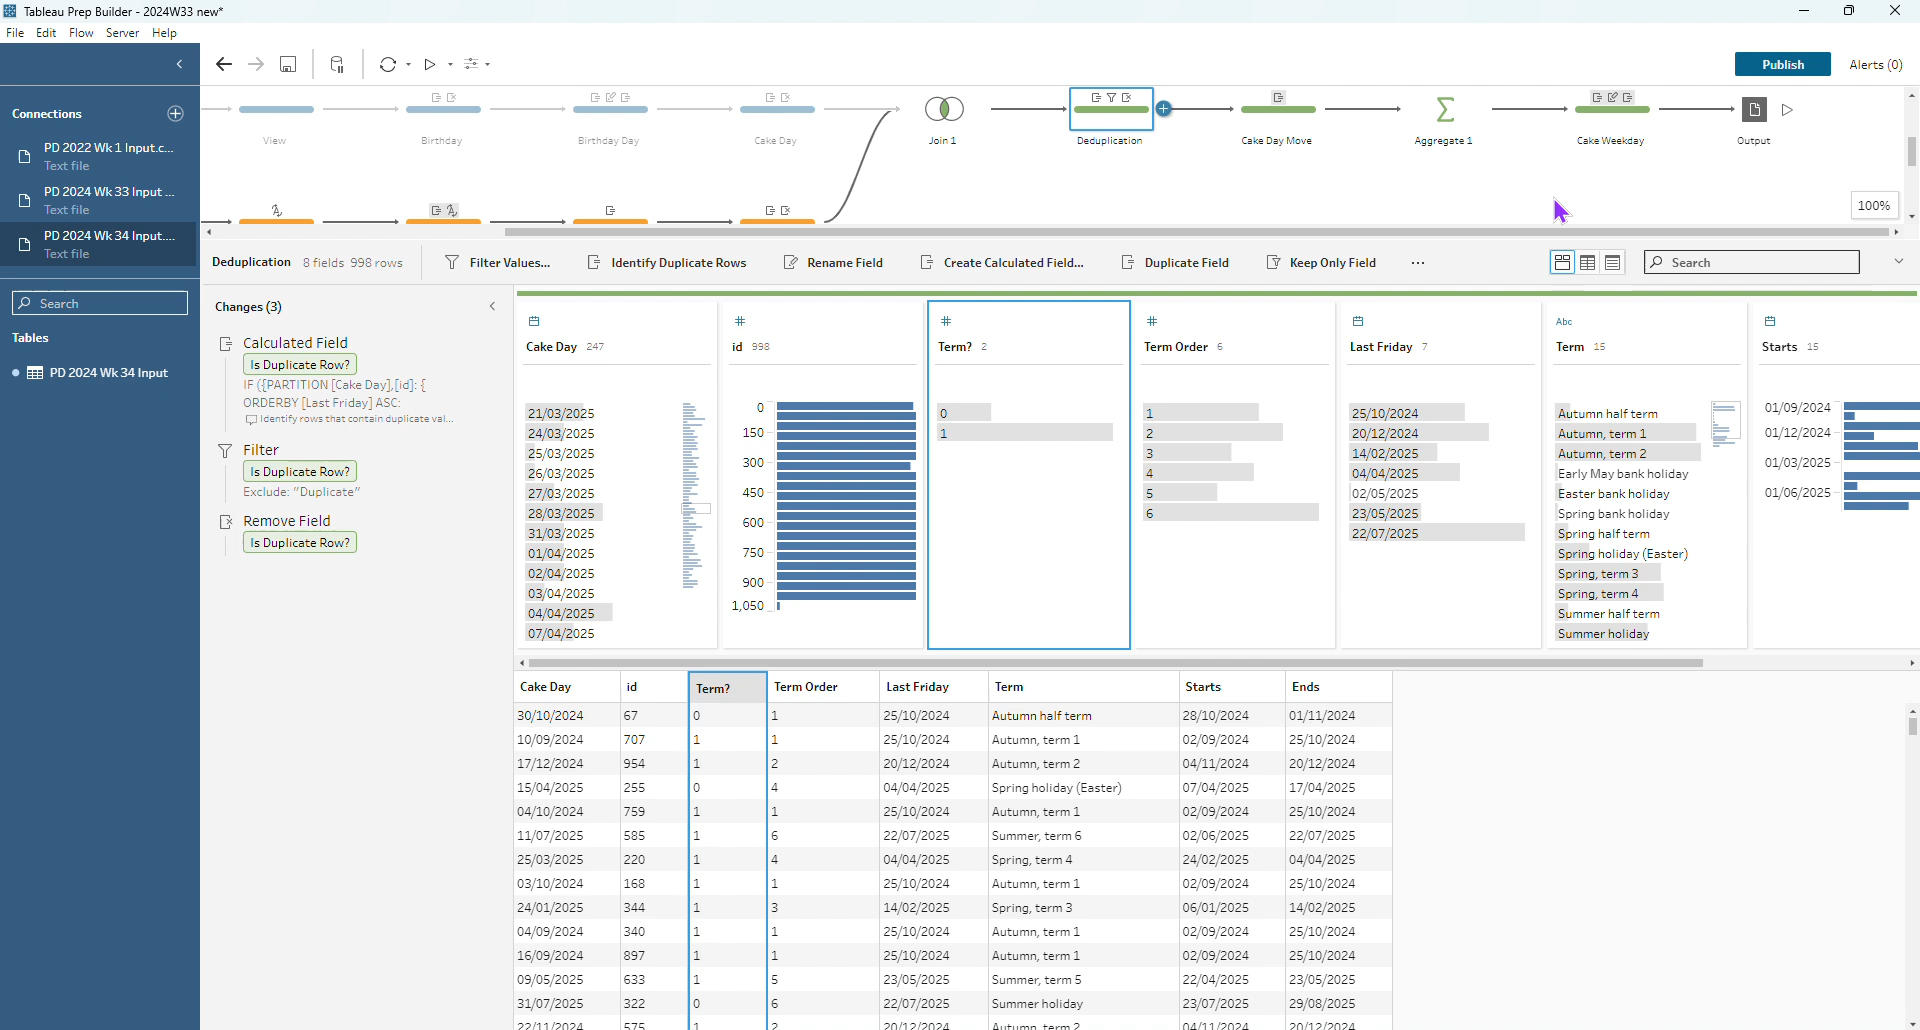 Tableau Prep Builder - 2024W33 new*
File Edit Flow Server Help
Publish Alerts (0)
Connections
PD 2022 Wk 1 Input.c...
Text file
PD 2024 Wk 33 Input ...
Text file
PD 2024 Wk 34 Input....
Text file
Search
Tables
PD 2024 Wk 34 Input
View Birthday Birthday Day Cake Day Join 1 Deduplication Cake Day Move Aggregate 1 Cake Weekday Output
100%
Deduplication 8 fields 998 rows Filter Values... Identify Duplicate Rows Rename Field Create Calculated Field... Duplicate Field Keep Only Field ... Search
Changes (3)
Calculated Field
Is Duplicate Row?
IF ({PARTITION [Cake Day],[id]: {
ORDERBY [Last Friday] ASC:
Identify rows that contain duplicate val...
Filter
Is Duplicate Row?
Exclude: "Duplicate"
Remove Field
Is Duplicate Row?
Cake Day 247
21/03/2025
24/03/2025
25/03/2025
26/03/2025
27/03/2025
28/03/2025
31/03/2025
01/04/2025
02/04/2025
03/04/2025
04/04/2025
07/04/2025
id 998
0
150
300
450
600
750
900
1,050
Term? 2
0
1
Term Order 6
1
2
3
4
5
6
Last Friday 7
25/10/2024
20/12/2024
14/02/2025
04/04/2025
02/05/2025
23/05/2025
22/07/2025
Abc
Term 15
Autumn half term
Autumn, term 1
Autumn, term 2
Early May bank holiday
Easter bank holiday
Spring bank holiday
Spring half term
Spring holiday (Easter)
Spring, term 3
Spring, term 4
Summer half term
Summer holiday
Starts 15
01/09/2024
01/12/2024
01/03/2025
01/06/2025
Cake Day id Term? Term Order Last Friday Term Starts Ends
30/10/2024 67 0 1 25/10/2024 Autumn half term 28/10/2024 01/11/2024
10/09/2024 707 1 1 25/10/2024 Autumn, term 1 02/09/2024 25/10/2024
17/12/2024 954 1 2 20/12/2024 Autumn, term 2 04/11/2024 20/12/2024
15/04/2025 255 0 4 04/04/2025 Spring holiday (Easter) 07/04/2025 17/04/2025
04/10/2024 759 1 1 25/10/2024 Autumn, term 1 02/09/2024 25/10/2024
11/07/2025 585 1 6 22/07/2025 Summer, term 6 02/06/2025 22/07/2025
25/03/2025 220 1 4 04/04/2025 Spring, term 4 24/02/2025 04/04/2025
03/10/2024 168 1 1 25/10/2024 Autumn, term 1 02/09/2024 25/10/2024
24/01/2025 344 1 3 14/02/2025 Spring, term 3 06/01/2025 14/02/2025
04/09/2024 340 1 1 25/10/2024 Autumn, term 1 02/09/2024 25/10/2024
16/09/2024 897 1 1 25/10/2024 Autumn, term 1 02/09/2024 25/10/2024
09/05/2025 633 1 5 23/05/2025 Summer, term 5 22/04/2025 23/05/2025
31/07/2025 322 0 6 22/07/2025 Summer holiday 23/07/2025 29/08/2025
22/11/2024 575 1 2 20/12/2024 Autumn, term 2 04/11/2024 20/12/2024